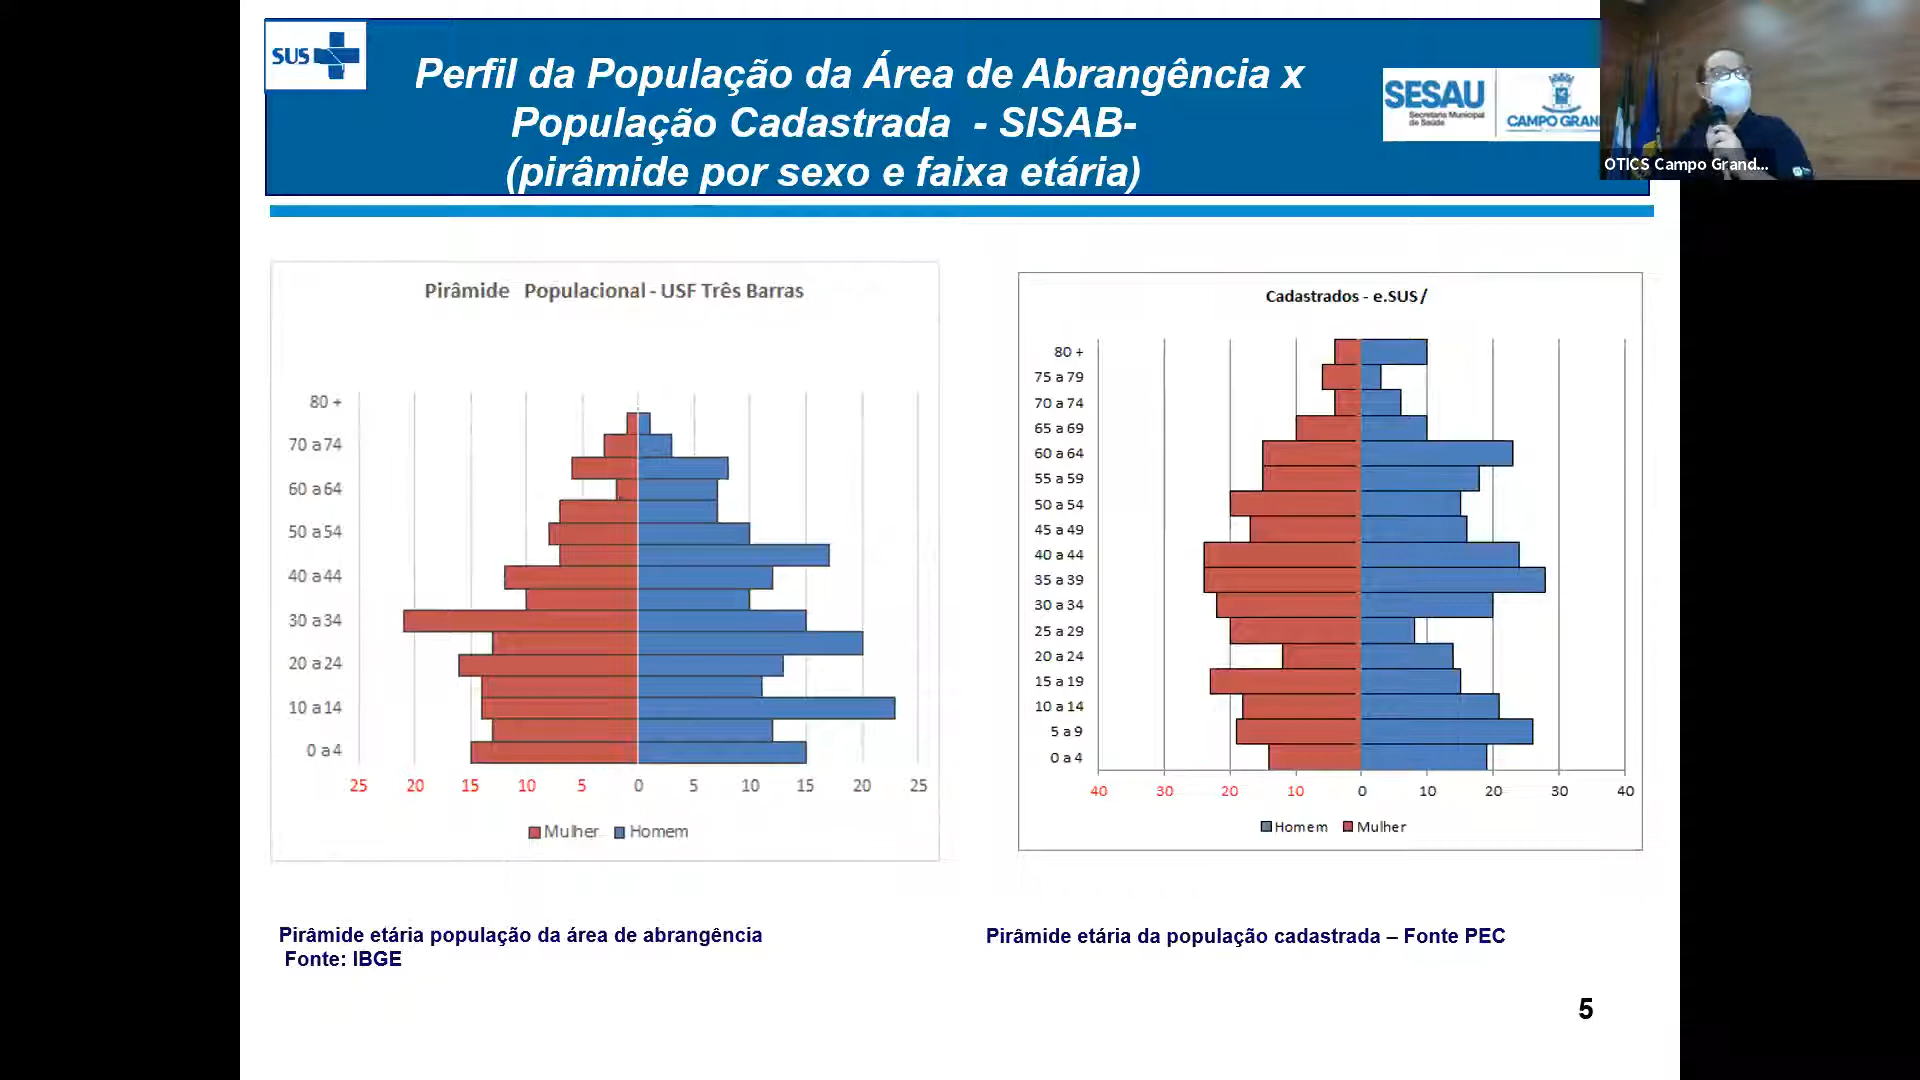 SUS
Perfil da População da Área de Abrangência x
População Cadastrada - SISAB-
(pirâmide por sexo e faixa etária)
SESAU
Secretaria Municipal
de Saúde
CAMPO GRAN
OTICS Campo Grand...
Pirâmide Populacional - USF Três Barras
80 +
70 a 74
60 a 64
50 a 54
40 a 44
30 a 34
20 a 24
10 a 14
0 a 4
25 20 15 10 5 0 5 10 15 20 25
Mulher Homem
Cadastrados - e.SUS/
80 +
75 a 79
70 a 74
65 a 69
60 a 64
55 a 59
50 a 54
45 a 49
40 a 44
35 a 39
30 a 34
25 a 29
20 a 24
15 a 19
10 a 14
5 a 9
0 a 4
40 30 20 10 0 10 20 30 40
Homem Mulher
Pirâmide etária população da área de abrangência
Fonte: IBGE
Pirâmide etária da população cadastrada – Fonte PEC
5